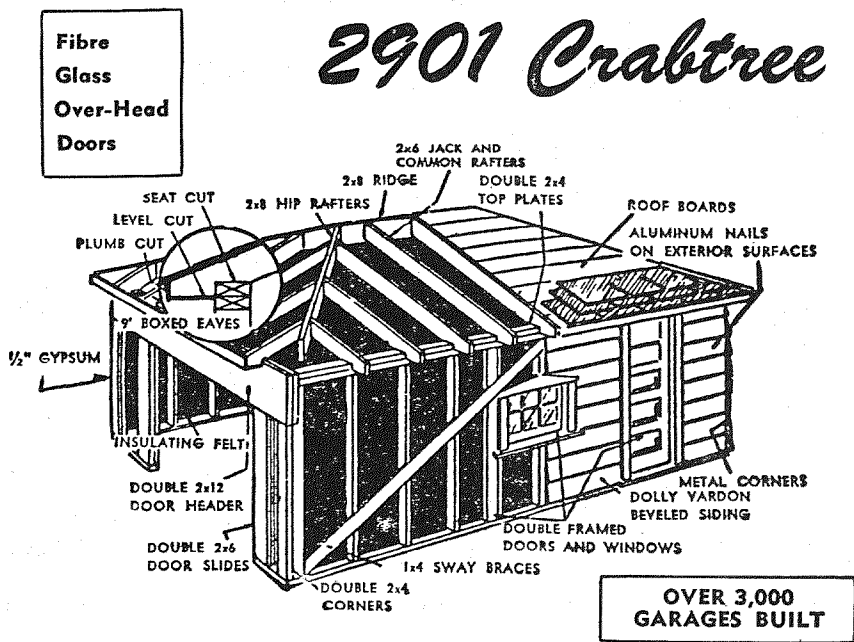 2901 Crabtree
Fibre
Glass
Over-Head
Doors
2x6 JACK AND
COMMON RAFTERS
2x8 RIDGE
DOUBLE 2x4
TOP PLATES
SEAT CUT
2x8 HIP RAFTERS
LEVEL CUT
PLUMB CUT
ROOF BOARDS
ALUMINUM NAILS
ON EXTERIOR SURFACES
9' BOXED EAVES
1/2" GYPSUM
INSULATING FELT
DOUBLE 2x12
DOOR HEADER
DOUBLE 2x6
DOOR SLIDES
DOUBLE 2x4
CORNERS
1x4 SWAY BRACES
DOUBLE FRAMED
DOORS AND WINDOWS
METAL CORNERS
DOLLY VARDON
BEVELED SIDING
OVER 3,000
GARAGES BUILT